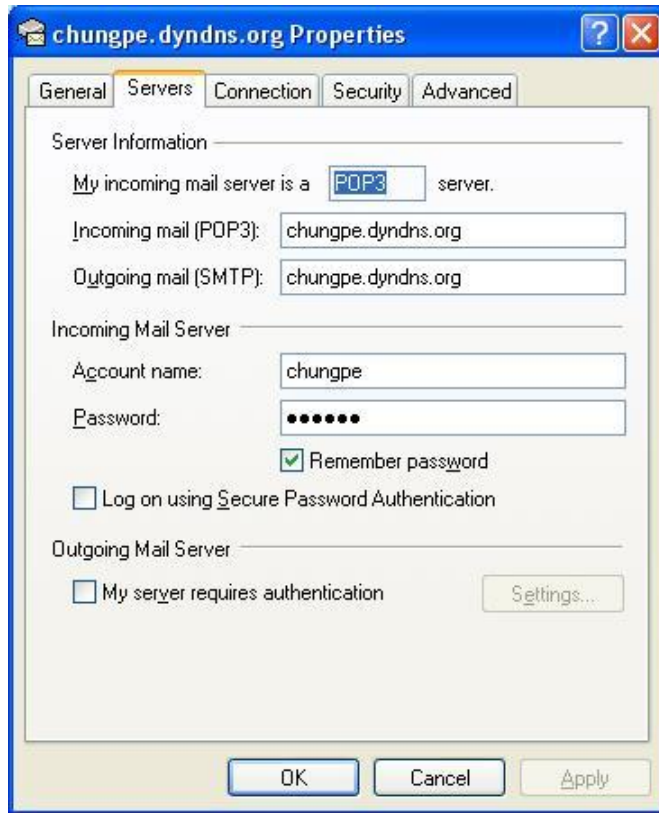 chungpe.dyndns.org Properties
General Servers Connection Security Advanced
Server Information
My incoming mail server is a POP3 server.
Incoming mail (POP3): chungpe.dyndns.org
Outgoing mail (SMTP): chungpe.dyndns.org
Incoming Mail Server
Account name: chungpe
Password: ●●●●●●
Remember password
Log on using Secure Password Authentication
Outgoing Mail Server
My server requires authentication Settings...
OK Cancel Apply